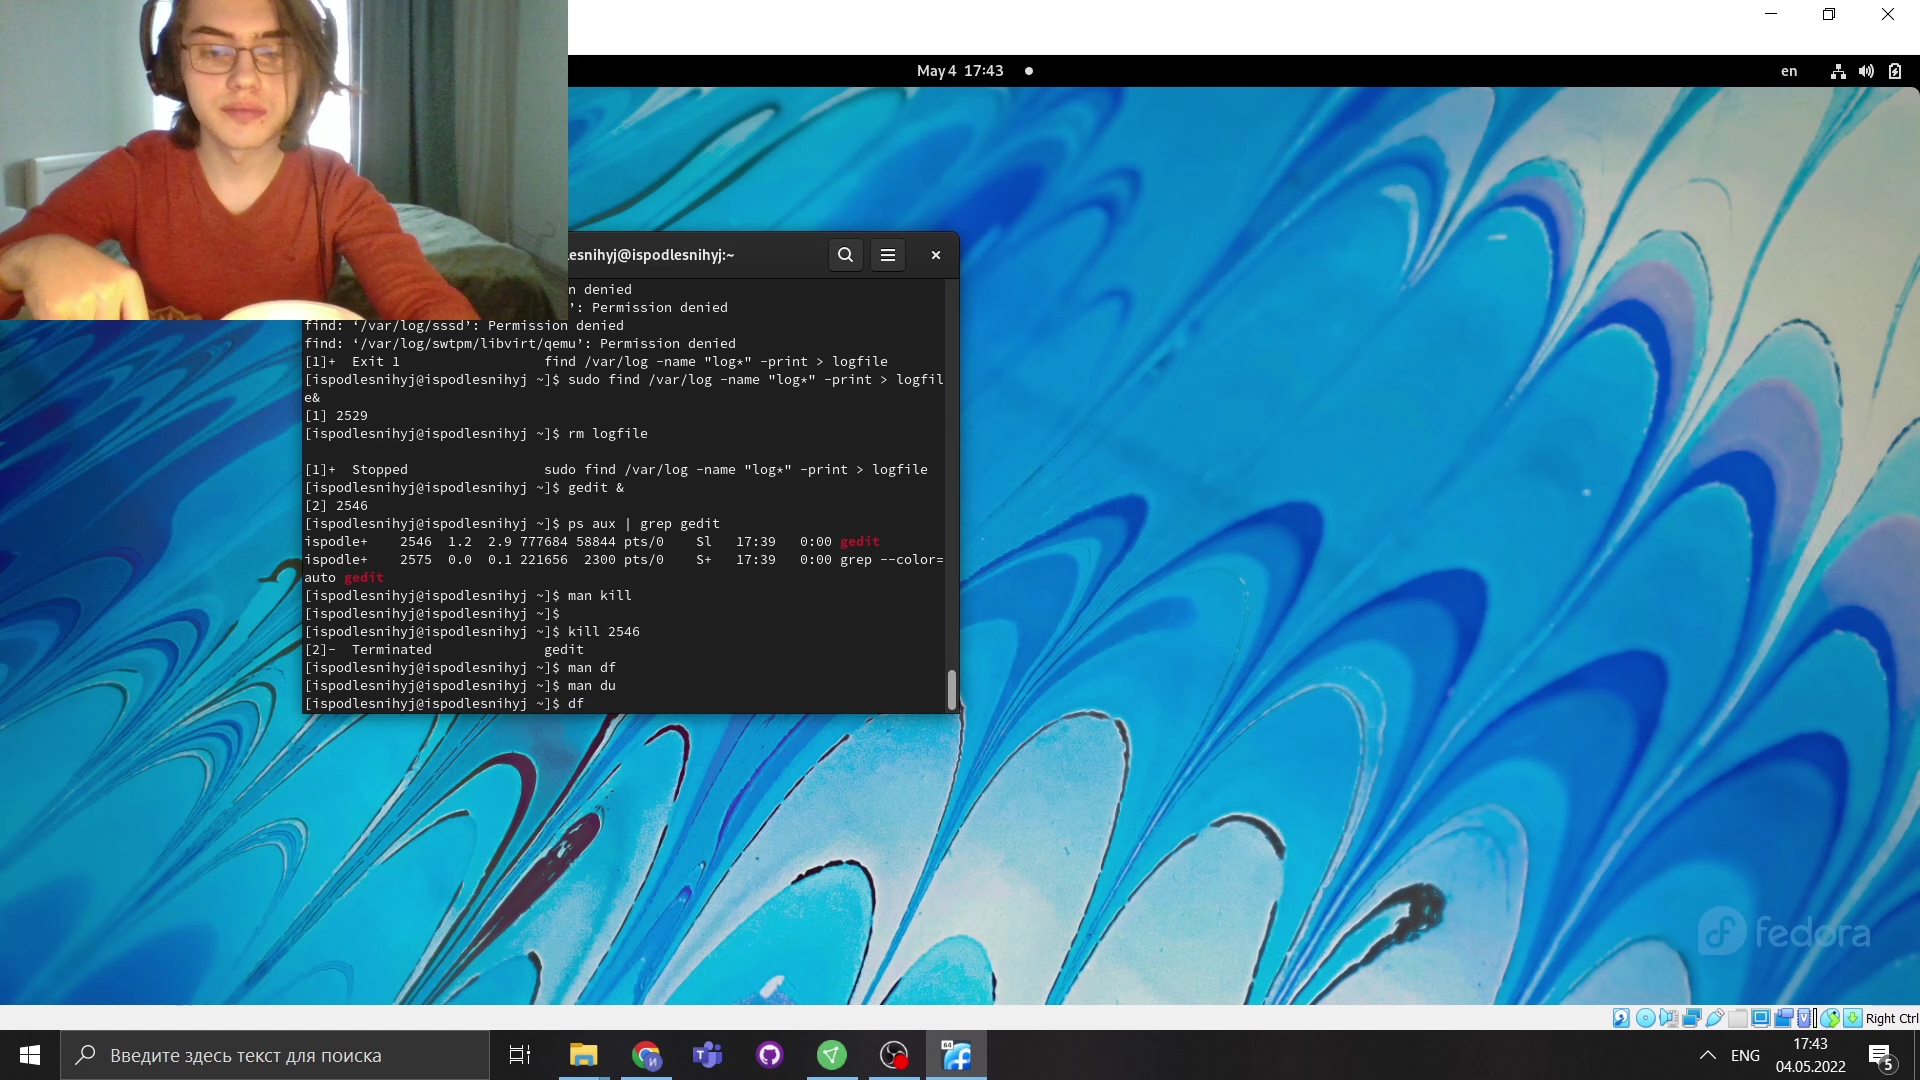 May 4 17:43
en
lesnihyj@ispodlesnihyj:~
n denied
’: Permission denied
find: ‘/var/log/sssd’: Permission denied
find: ‘/var/log/swtpm/libvirt/qemu’: Permission denied
[1]+  Exit 1                  find /var/log -name "log*" -print > logfile
[ispodlesnihyj@ispodlesnihyj ~]$ sudo find /var/log -name "log*" -print > logfil
e&
[1] 2529
[ispodlesnihyj@ispodlesnihyj ~]$ rm logfile
[1]+  Stopped                 sudo find /var/log -name "log*" -print > logfile
[ispodlesnihyj@ispodlesnihyj ~]$ gedit &
[2] 2546
[ispodlesnihyj@ispodlesnihyj ~]$ ps aux | grep gedit
ispodle+    2546  1.2  2.9 777684 58844 pts/0    Sl   17:39   0:00 gedit
ispodle+    2575  0.0  0.1 221656  2300 pts/0    S+   17:39   0:00 grep --color=
auto gedit
[ispodlesnihyj@ispodlesnihyj ~]$ man kill
[ispodlesnihyj@ispodlesnihyj ~]$
[ispodlesnihyj@ispodlesnihyj ~]$ kill 2546
[2]-  Terminated              gedit
[ispodlesnihyj@ispodlesnihyj ~]$ man df
[ispodlesnihyj@ispodlesnihyj ~]$ man du
[ispodlesnihyj@ispodlesnihyj ~]$ df
fedora
Right Ctrl
Введите здесь текст для поиска
64
ENG
17:43
04.05.2022
5